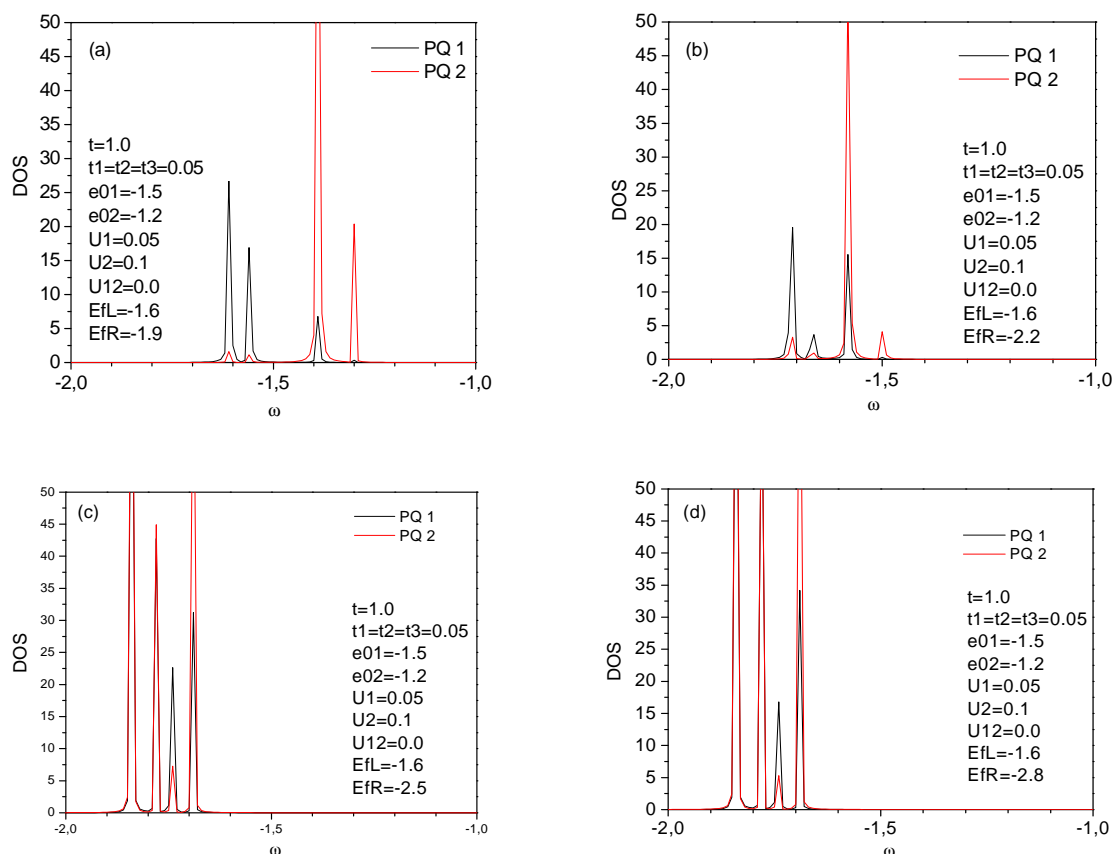 (a)
PQ 1
PQ 2
t=1.0
t1=t2=t3=0.05
e01=-1.5
e02=-1.2
U1=0.05
U2=0.1
U12=0.0
EfL=-1.6
EfR=-1.9
50
45
40
35
30
25
20
15
10
5
0
DOS
-2,0
-1,5
-1,0
ω
(b)
PQ 1
PQ 2
t=1.0
t1=t2=t3=0.05
e01=-1.5
e02=-1.2
U1=0.05
U2=0.1
U12=0.0
EfL=-1.6
EfR=-2.2
50
45
40
35
30
25
20
15
10
5
0
DOS
-2,0
-1,5
-1,0
ω
(c)
PQ 1
PQ 2
t=1.0
t1=t2=t3=0.05
e01=-1.5
e02=-1.2
U1=0.05
U2=0.1
U12=0.0
EfL=-1.6
EfR=-2.5
50
45
40
35
30
25
20
15
10
5
0
DOS
-2,0
-1,5
-1,0
ω
(d)
PQ 1
PQ 2
t=1.0
t1=t2=t3=0.05
e01=-1.5
e02=-1.2
U1=0.05
U2=0.1
U12=0.0
EfL=-1.6
EfR=-2.8
50
45
40
35
30
25
20
15
10
5
0
DOS
-2,0
-1,5
-1,0
ω